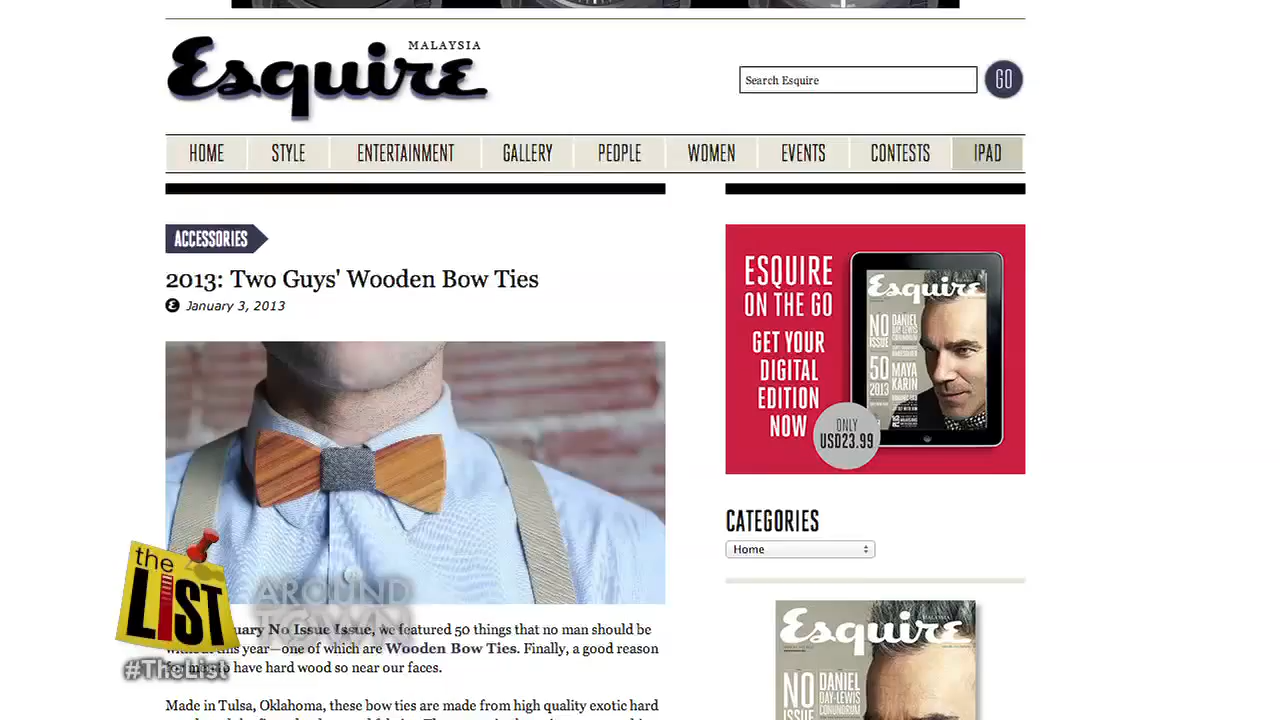 MALAYSIA
Esquire
Search Esquire
GO
HOME STYLE ENTERTAINMENT GALLERY PEOPLE WOMEN EVENTS CONTESTS IPAD
ACCESSORIES
2013: Two Guys' Wooden Bow Ties
January 3, 2013
ESQUIRE
ON THE GO
GET YOUR
DIGITAL
EDITION
NOW
ONLY
USD23.99
Esquire
NO
ISSUE
50
2013
DANIEL
DAY-LEWIS
CONUNDRUM
MAYA
KARIN
CATEGORIES
Home
the
LIST
#TheList
AROUND
TOWN
No Issue Issue, we featured 50 things that no man should be
this year—one of which are Wooden Bow Ties. Finally, a good reason
have hard wood so near our faces.
Made in Tulsa, Oklahoma, these bow ties are made from high quality exotic hard
Esquire
NO
ISSUE
DANIEL
DAY-LEWIS
CONUNDRUM